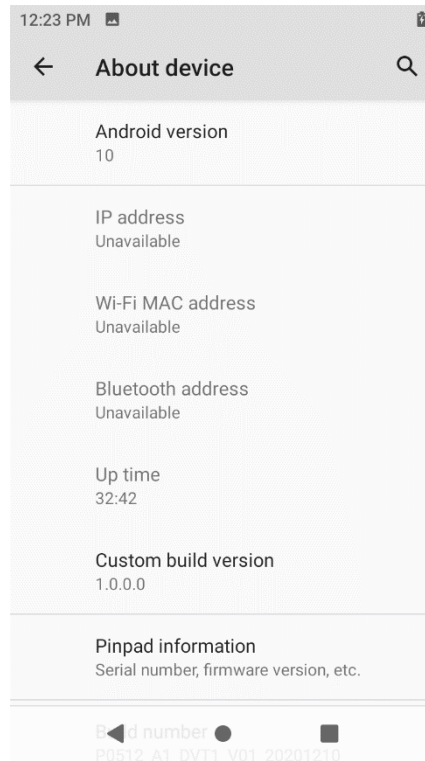 12:23 PM
About device
Android version
10
IP address
Unavailable
Wi-Fi MAC address
Unavailable
Bluetooth address
Unavailable
Up time
32:42
Custom build version
1.0.0.0
Pinpad information
Serial number, firmware version, etc.
Build number
P0512_A1_DVT1_V01_20201210